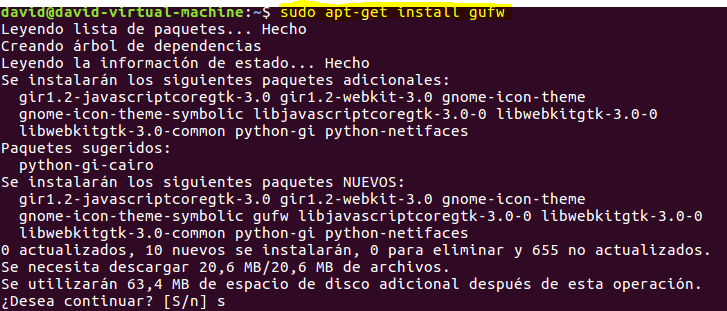 david@david-virtual-machine:~$ sudo apt-get install gufw
Leyendo lista de paquetes... Hecho
Creando árbol de dependencias
Leyendo la información de estado... Hecho
Se instalarán los siguientes paquetes adicionales:
  gir1.2-javascriptcoregtk-3.0 gir1.2-webkit-3.0 gnome-icon-theme
  gnome-icon-theme-symbolic libjavascriptcoregtk-3.0-0 libwebkitgtk-3.0-0
  libwebkitgtk-3.0-common python-gi python-netifaces
Paquetes sugeridos:
  python-gi-cairo
Se instalarán los siguientes paquetes NUEVOS:
  gir1.2-javascriptcoregtk-3.0 gir1.2-webkit-3.0 gnome-icon-theme
  gnome-icon-theme-symbolic gufw libjavascriptcoregtk-3.0-0 libwebkitgtk-3.0-0
  libwebkitgtk-3.0-common python-gi python-netifaces
0 actualizados, 10 nuevos se instalarán, 0 para eliminar y 655 no actualizados.
Se necesita descargar 20,6 MB/20,6 MB de archivos.
Se utilizarán 63,4 MB de espacio de disco adicional después de esta operación.
¿Desea continuar? [S/n] s